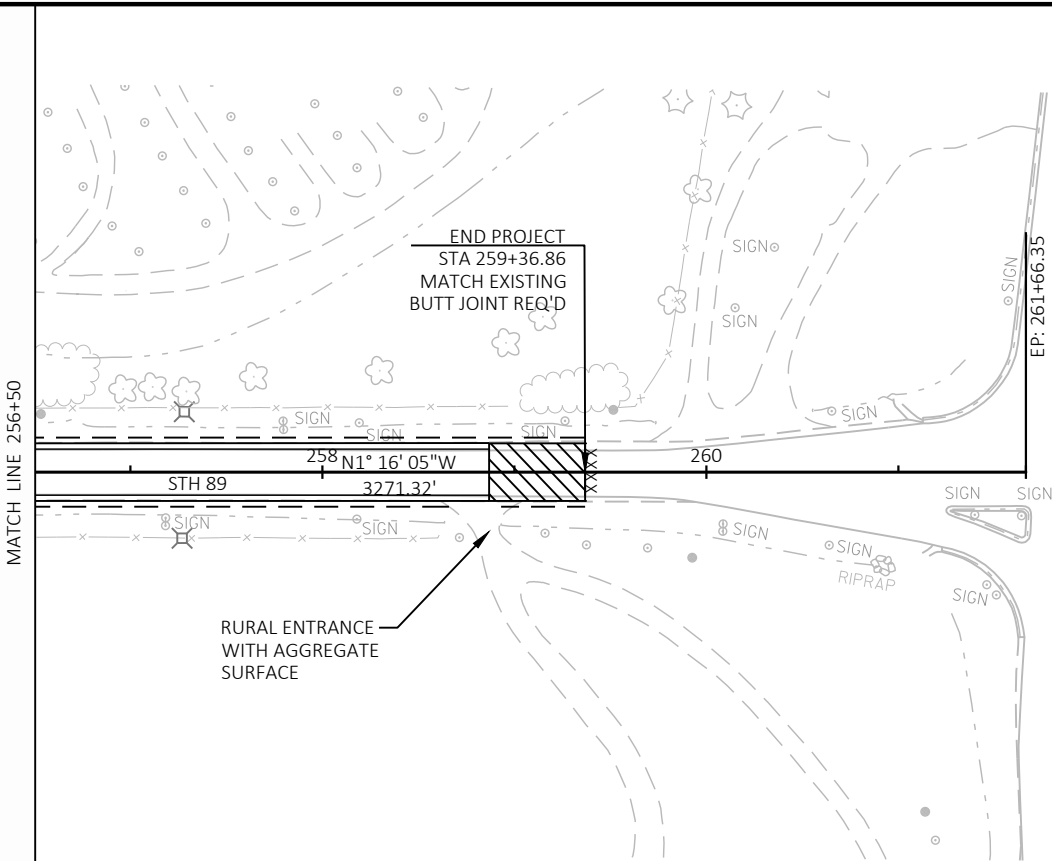 END PROJECT
STA 259+36.86
MATCH EXISTING
BUTT JOINT REQ'D
SIGN
SIGN
SIGN
EP: 261+66.35
MATCH LINE 256+50
SIGN
SIGN
SIGN
SIGN
258
N1° 16' 05"W
260
STH 89
3271.32'
SIGN
SIGN
SIGN
SIGN
SIGN
SIGN
RIPRAP
SIGN
RURAL ENTRANCE
WITH AGGREGATE
SURFACE
XXXX